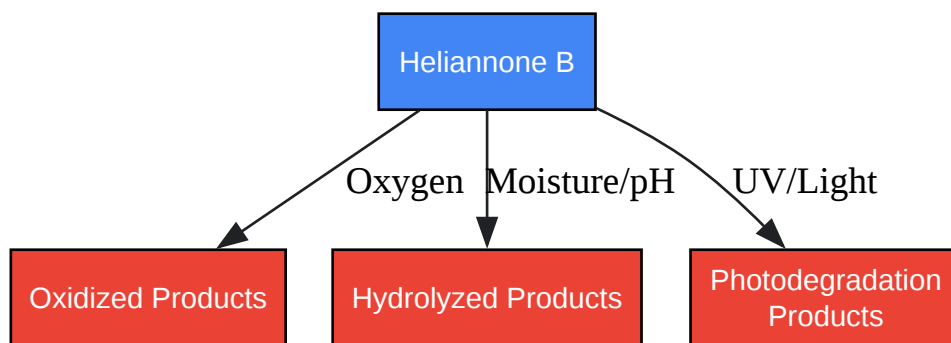 Heliannone B
Oxygen
Moisture/pH
UV/Light
Oxidized Products
Hydrolyzed Products
Photodegradation
Products